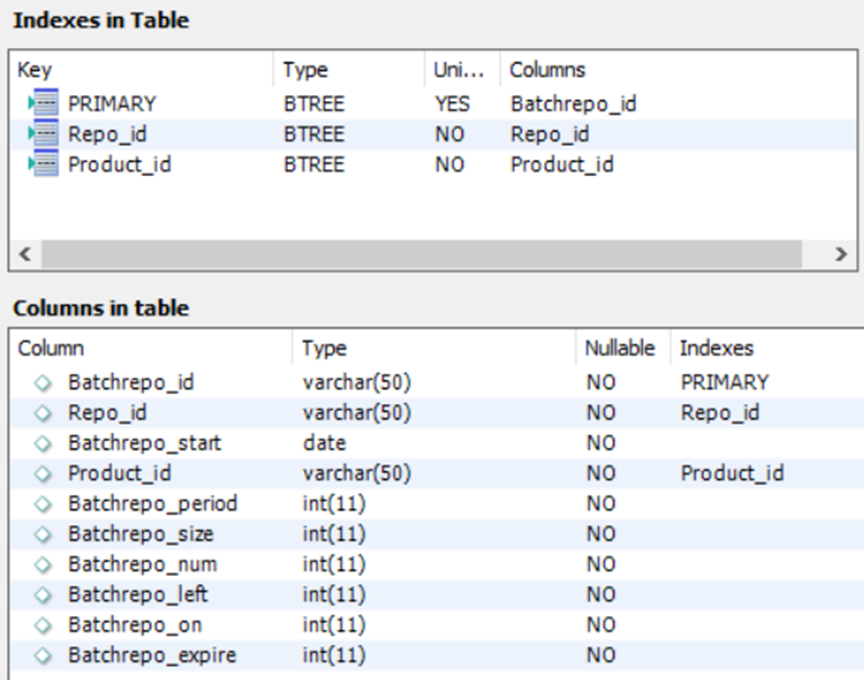 Indexes in Table
Key Type Uni... Columns
PRIMARY BTREE YES Batchrepo_id
Repo_id BTREE NO Repo_id
Product_id BTREE NO Product_id
Columns in table
Column Type Nullable Indexes
Batchrepo_id varchar(50) NO PRIMARY
Repo_id varchar(50) NO Repo_id
Batchrepo_start date NO
Product_id varchar(50) NO Product_id
Batchrepo_period int(11) NO
Batchrepo_size int(11) NO
Batchrepo_num int(11) NO
Batchrepo_left int(11) NO
Batchrepo_on int(11) NO
Batchrepo_expire int(11) NO